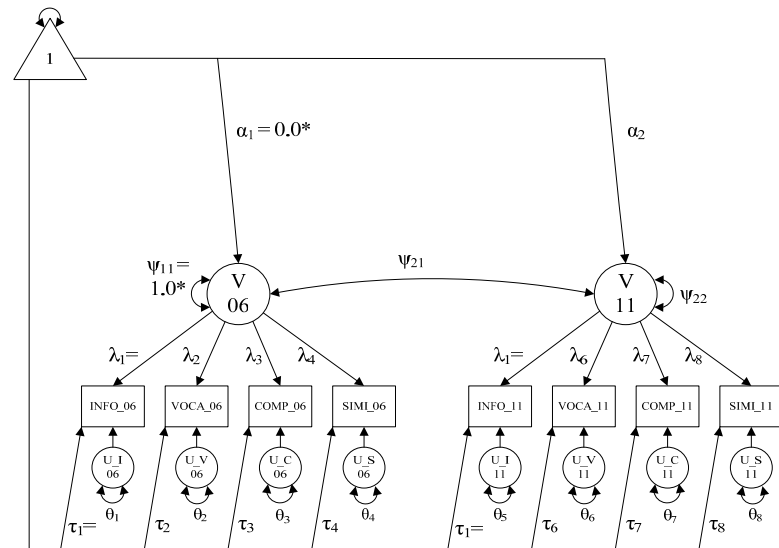 1
α₁ = 0.0* α₂
ψ₁₁ =
1.0*
V
06
ψ₂₁
V
11
ψ₂₂
λ₁= λ₂ λ₃ λ₄ λ₁= λ₆ λ₇ λ₈
INFO_06 VOCA_06 COMP_06 SIMI_06 INFO_11 VOCA_11 COMP_11 SIMI_11
U_I U_V U_C U_S U_I U_V U_C U_S
06 06 06 06 11 11 11 11
θ₁ θ₂ θ₃ θ₄ θ₅ θ₆ θ₇ θ₈
τ₁= τ₂ τ₃ τ₄ τ₁= τ₆ τ₇ τ₈